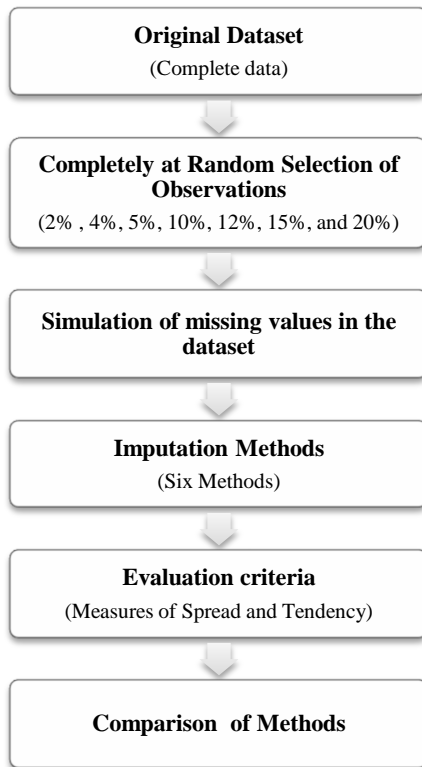 Original Dataset
(Complete data)
Completely at Random Selection of
Observations
(2% , 4%, 5%, 10%, 12%, 15%, and 20%)
Simulation of missing values in the
dataset
Imputation Methods
(Six Methods)
Evaluation criteria
(Measures of Spread and Tendency)
Comparison of Methods